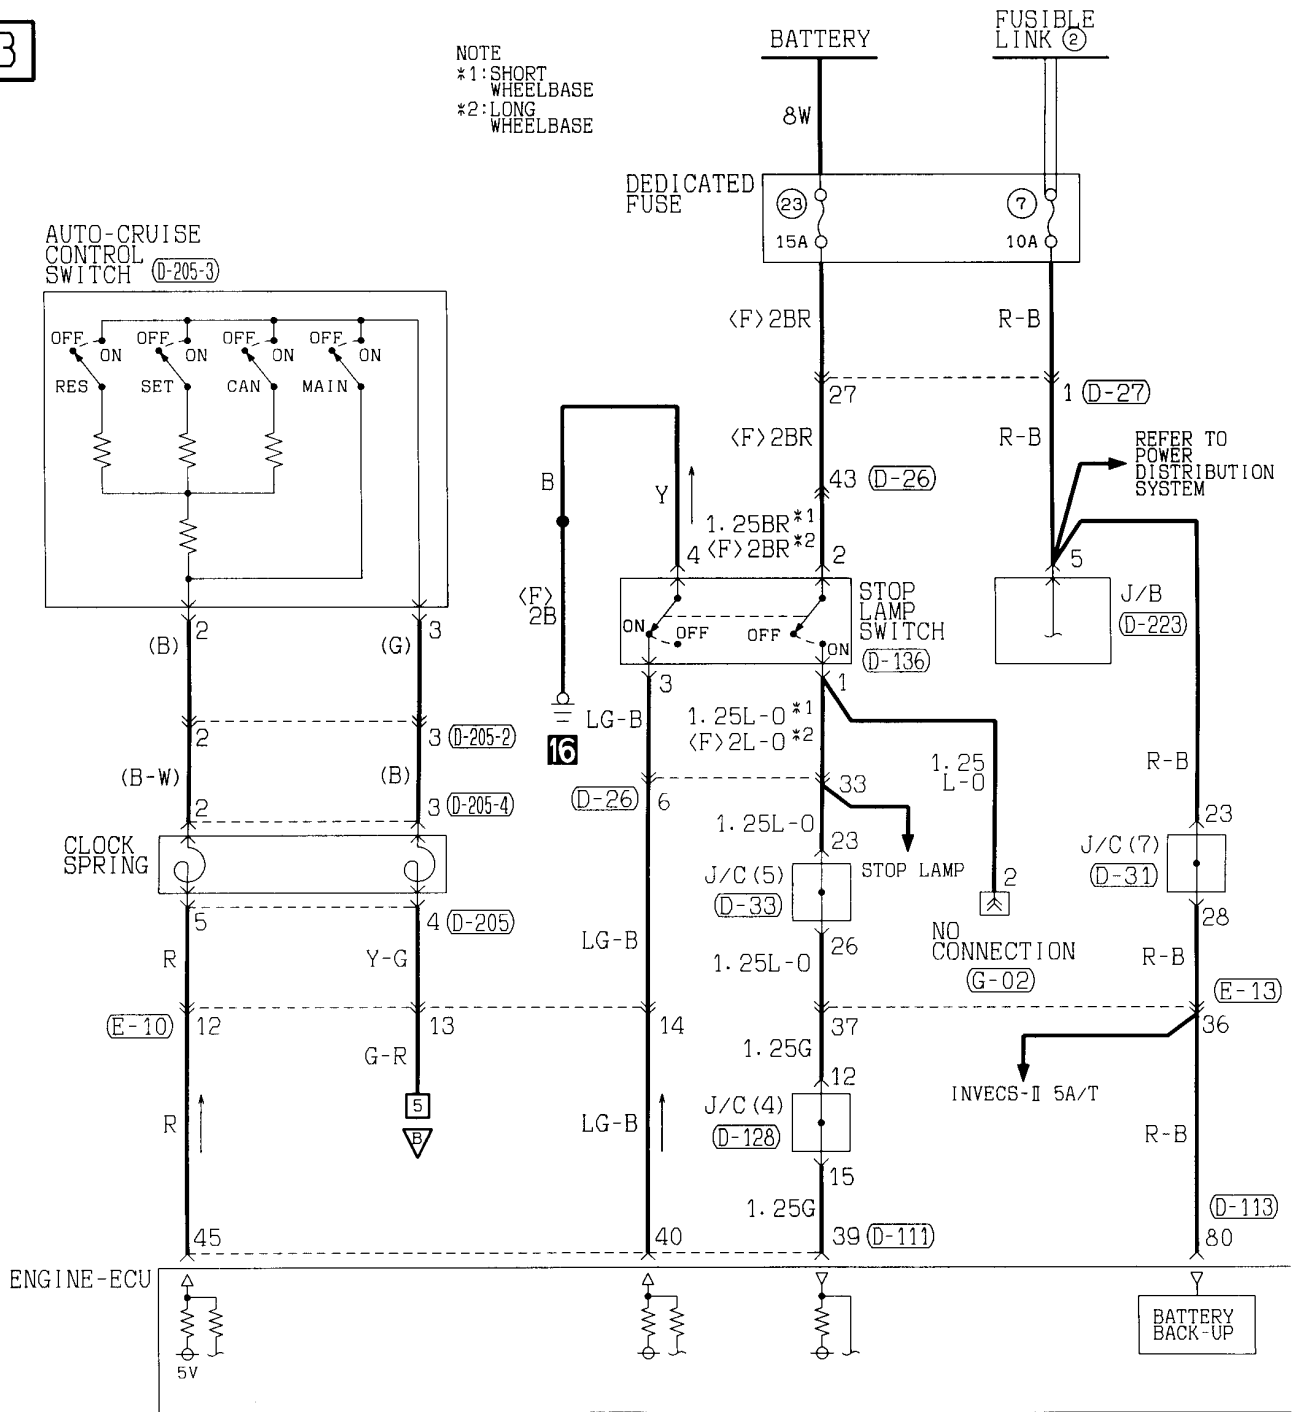 3
NOTE
*1:SHORT
WHEELBASE
*2:LONG
WHEELBASE
BATTERY
FUSIBLE
LINK ②
8W
DEDICATED
FUSE
23
15A
7
10A
AUTO-CRUISE
CONTROL
SWITCH D-205-3
OFF ON OFF ON OFF ON OFF ON
RES SET CAN MAIN
<F>2BR
R-B
27
1 D-27
<F>2BR
R-B
REFER TO
POWER
DISTRIBUTION
SYSTEM
43 D-26
B
Y
1.25BR*1
<F>2BR*2
4
2
5
<F>
2B
ON
OFF
OFF
ON
STOP
LAMP
SWITCH
D-136
J/B
D-223
2
3
(B)
(G)
3
1
LG-B
1.25L-O*1
<F>2L-O*2
16
2
3 D-205-2
1.25
L-O
R-B
(B-W)
(B)
D-26 6
33
2
3 D-205-4
1.25L-O
23
23
CLOCK
SPRING
J/C(5)
D-33
STOP LAMP
2
J/C(7)
D-31
5
4 D-205
26
NO
CONNECTION
G-02
28
R
Y-G
LG-B
1.25L-O
R-B
E-13
E-10 12
13
14
37
36
G-R
1.25G
12
5
B
INVECS-Ⅱ 5A/T
R
LG-B
J/C(4)
D-128
R-B
15
1.25G
D-113
45
40
39 D-111
80
ENGINE-ECU
BATTERY
BACK-UP
5V